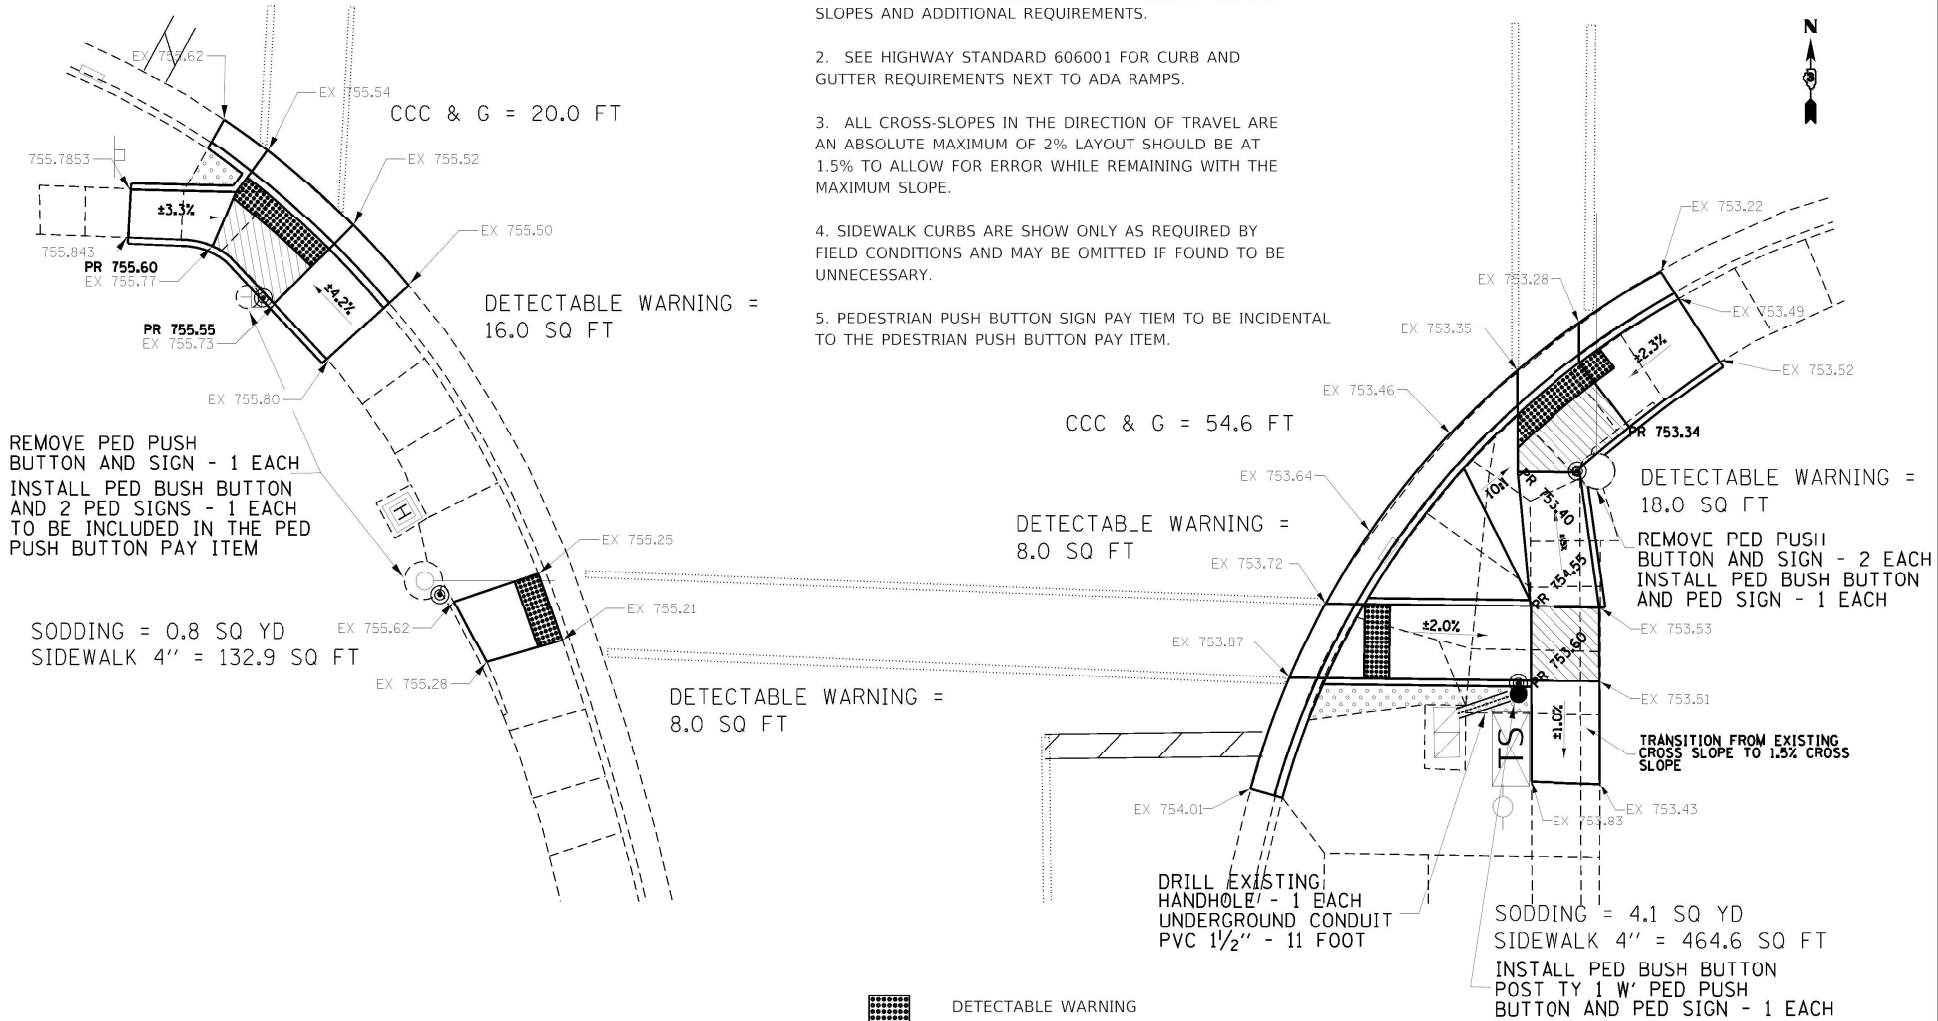 SLOPES AND ADDITIONAL REQUIREMENTS.
2. SEE HIGHWAY STANDARD 606001 FOR CURB AND
GUTTER REQUIREMENTS NEXT TO ADA RAMPS.
3. ALL CROSS-SLOPES IN THE DIRECTION OF TRAVEL ARE
AN ABSOLUTE MAXIMUM OF 2% LAYOUT SHOULD BE AT
1.5% TO ALLOW FOR ERROR WHILE REMAINING WITH THE
MAXIMUM SLOPE.
4. SIDEWALK CURBS ARE SHOW ONLY AS REQUIRED BY
FIELD CONDITIONS AND MAY BE OMITTED IF FOUND TO BE
UNNECESSARY.
5. PEDESTRIAN PUSH BUTTON SIGN PAY TIEM TO BE INCIDENTAL
TO THE PDESTRIAN PUSH BUTTON PAY ITEM.
N
EX 755.62
EX 755.54
CCC & G = 20.0 FT
EX 755.52
755.7853
±3.3%
EX 755.50
755.843
PR 755.60
EX 755.77
±4.2%
DETECTABLE WARNING =
16.0 SQ FT
PR 755.55
EX 755.73
EX 755.80
REMOVE PED PUSH
BUTTON AND SIGN - 1 EACH
INSTALL PED BUSH BUTTON
AND 2 PED SIGNS - 1 EACH
TO BE INCLUDED IN THE PED
PUSH BUTTON PAY ITEM
H
EX 755.25
EX 755.21
EX 755.62
SODDING = 0.8 SQ YD
SIDEWALK 4'' = 132.9 SQ FT
EX 755.28
DETECTABLE WARNING =
8.0 SQ FT
EX 753.22
EX 753.28
EX 753.49
EX 753.35
±2.3%
EX 753.52
EX 753.46
CCC & G = 54.6 FT
PR 753.34
EX 753.64
10:1
PR 753.40
DETECTABLE WARNING =
18.0 SQ FT
DETECTABLE WARNING =
8.0 SQ FT
REMOVE PED PUSH
BUTTON AND SIGN - 2 EACH
INSTALL PED BUSH BUTTON
AND PED SIGN - 1 EACH
EX 753.72
PR 754.55
±2.0%
EX 753.53
EX 753.87
PR 753.60
EX 753.51
TS
±1.0%
TRANSITION FROM EXISTING
CROSS SLOPE TO 1.5% CROSS
SLOPE
EX 754.01
EX 753.83
EX 753.43
DRILL EXISTING
HANDHOLE - 1 EACH
UNDERGROUND CONDUIT
PVC 1 1/2'' - 11 FOOT
SODDING = 4.1 SQ YD
SIDEWALK 4'' = 464.6 SQ FT
INSTALL PED BUSH BUTTON
POST TY 1 W' PED PUSH
BUTTON AND PED SIGN - 1 EACH
DETECTABLE WARNING